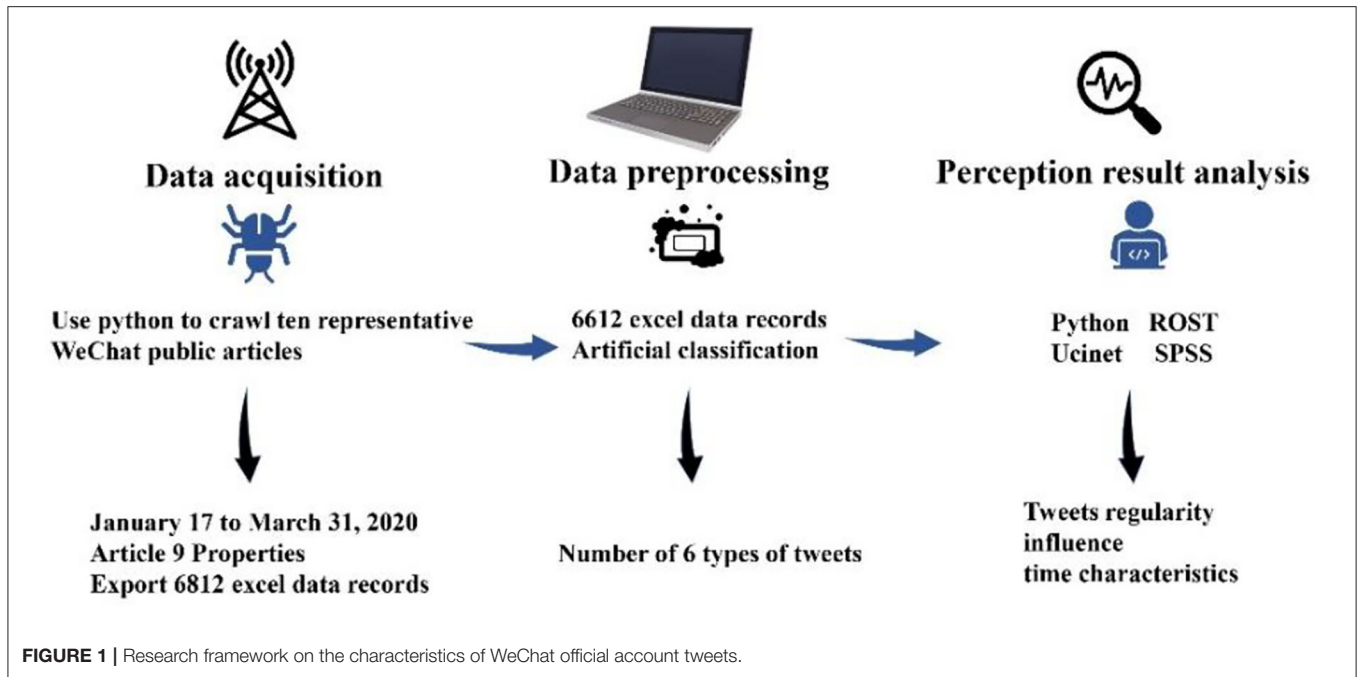 Data acquisition
Use python to crawl ten representative
WeChat public articles
January 17 to March 31, 2020
Article 9 Properties
Export 6812 excel data records
Data preprocessing
6612 excel data records
Artificial classification
Number of 6 types of tweets
Perception result analysis
</>
Python ROST
Ucinet SPSS
Tweets regularity
influence
time characteristics
FIGURE 1 | Research framework on the characteristics of WeChat official account tweets.